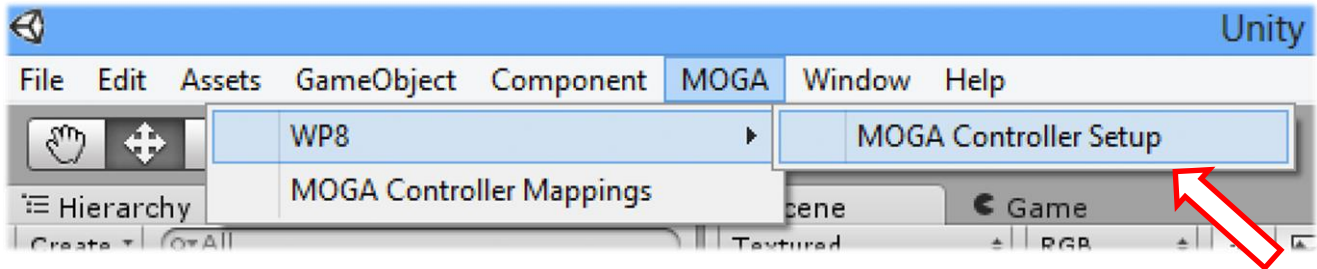 Unity
File Edit Assets GameObject Component MOGA Window Help
WP8 MOGA Controller Setup
MOGA Controller Mappings
Hierarchy cene Game
Create All Textured RGB